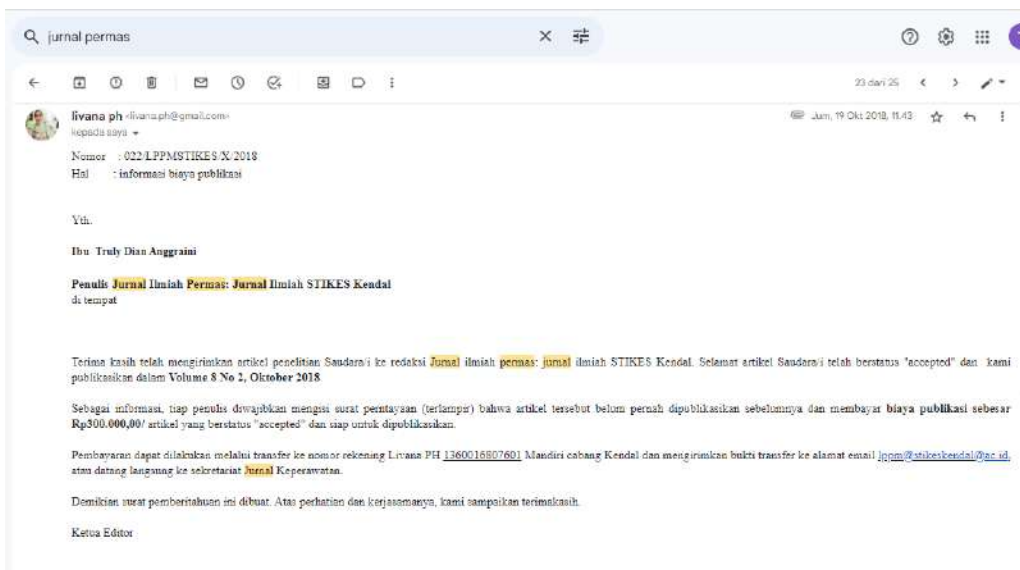 jurnal permas
23 dari 25
livana ph <livana.ph@gmail.com>
Jum, 19 Okt 2018, 11.43
kepada saya
Nomor : 022/LPPMSTIKES/X/2018
Hal : informasi biaya publikasi
Yth.
Ibu Truly Dian Anggraini
Penulis Jurnal Ilmiah Permas: Jurnal Ilmiah STIKES Kendal
di tempat
Terima kasih telah mengirimkan artikel penelitian Saudara/i ke redaksi Jurnal ilmiah permas: jurnal ilmiah STIKES Kendal. Selamat artikel Saudara/i telah berstatus "accepted" dan kami
publikasikan dalam Volume 8 No 2, Oktober 2018
Sebagai informasi, tiap penulis diwajibkan mengisi surat pernyataan (terlampir) bahwa artikel tersebut belum pernah dipublikasikan sebelumnya dan membayar biaya publikasi sebesar
Rp300.000,00/ artikel yang berstatus "accepted" dan siap untuk dipublikasikan.
Pembayaran dapat dilakukan melalui transfer ke nomor rekening Livana PH 1360016807601 Mandiri cabang Kendal dan mengirimkan bukti transfer ke alamat email lppm@stikeskendal@ac.id,
atau datang langsung ke sekretariat Jurnal Keperawatan.
Demikian surat pemberitahuan ini dibuat. Atas perhatian dan kerjasamanya, kami sampaikan terimakasih.
Ketua Editor